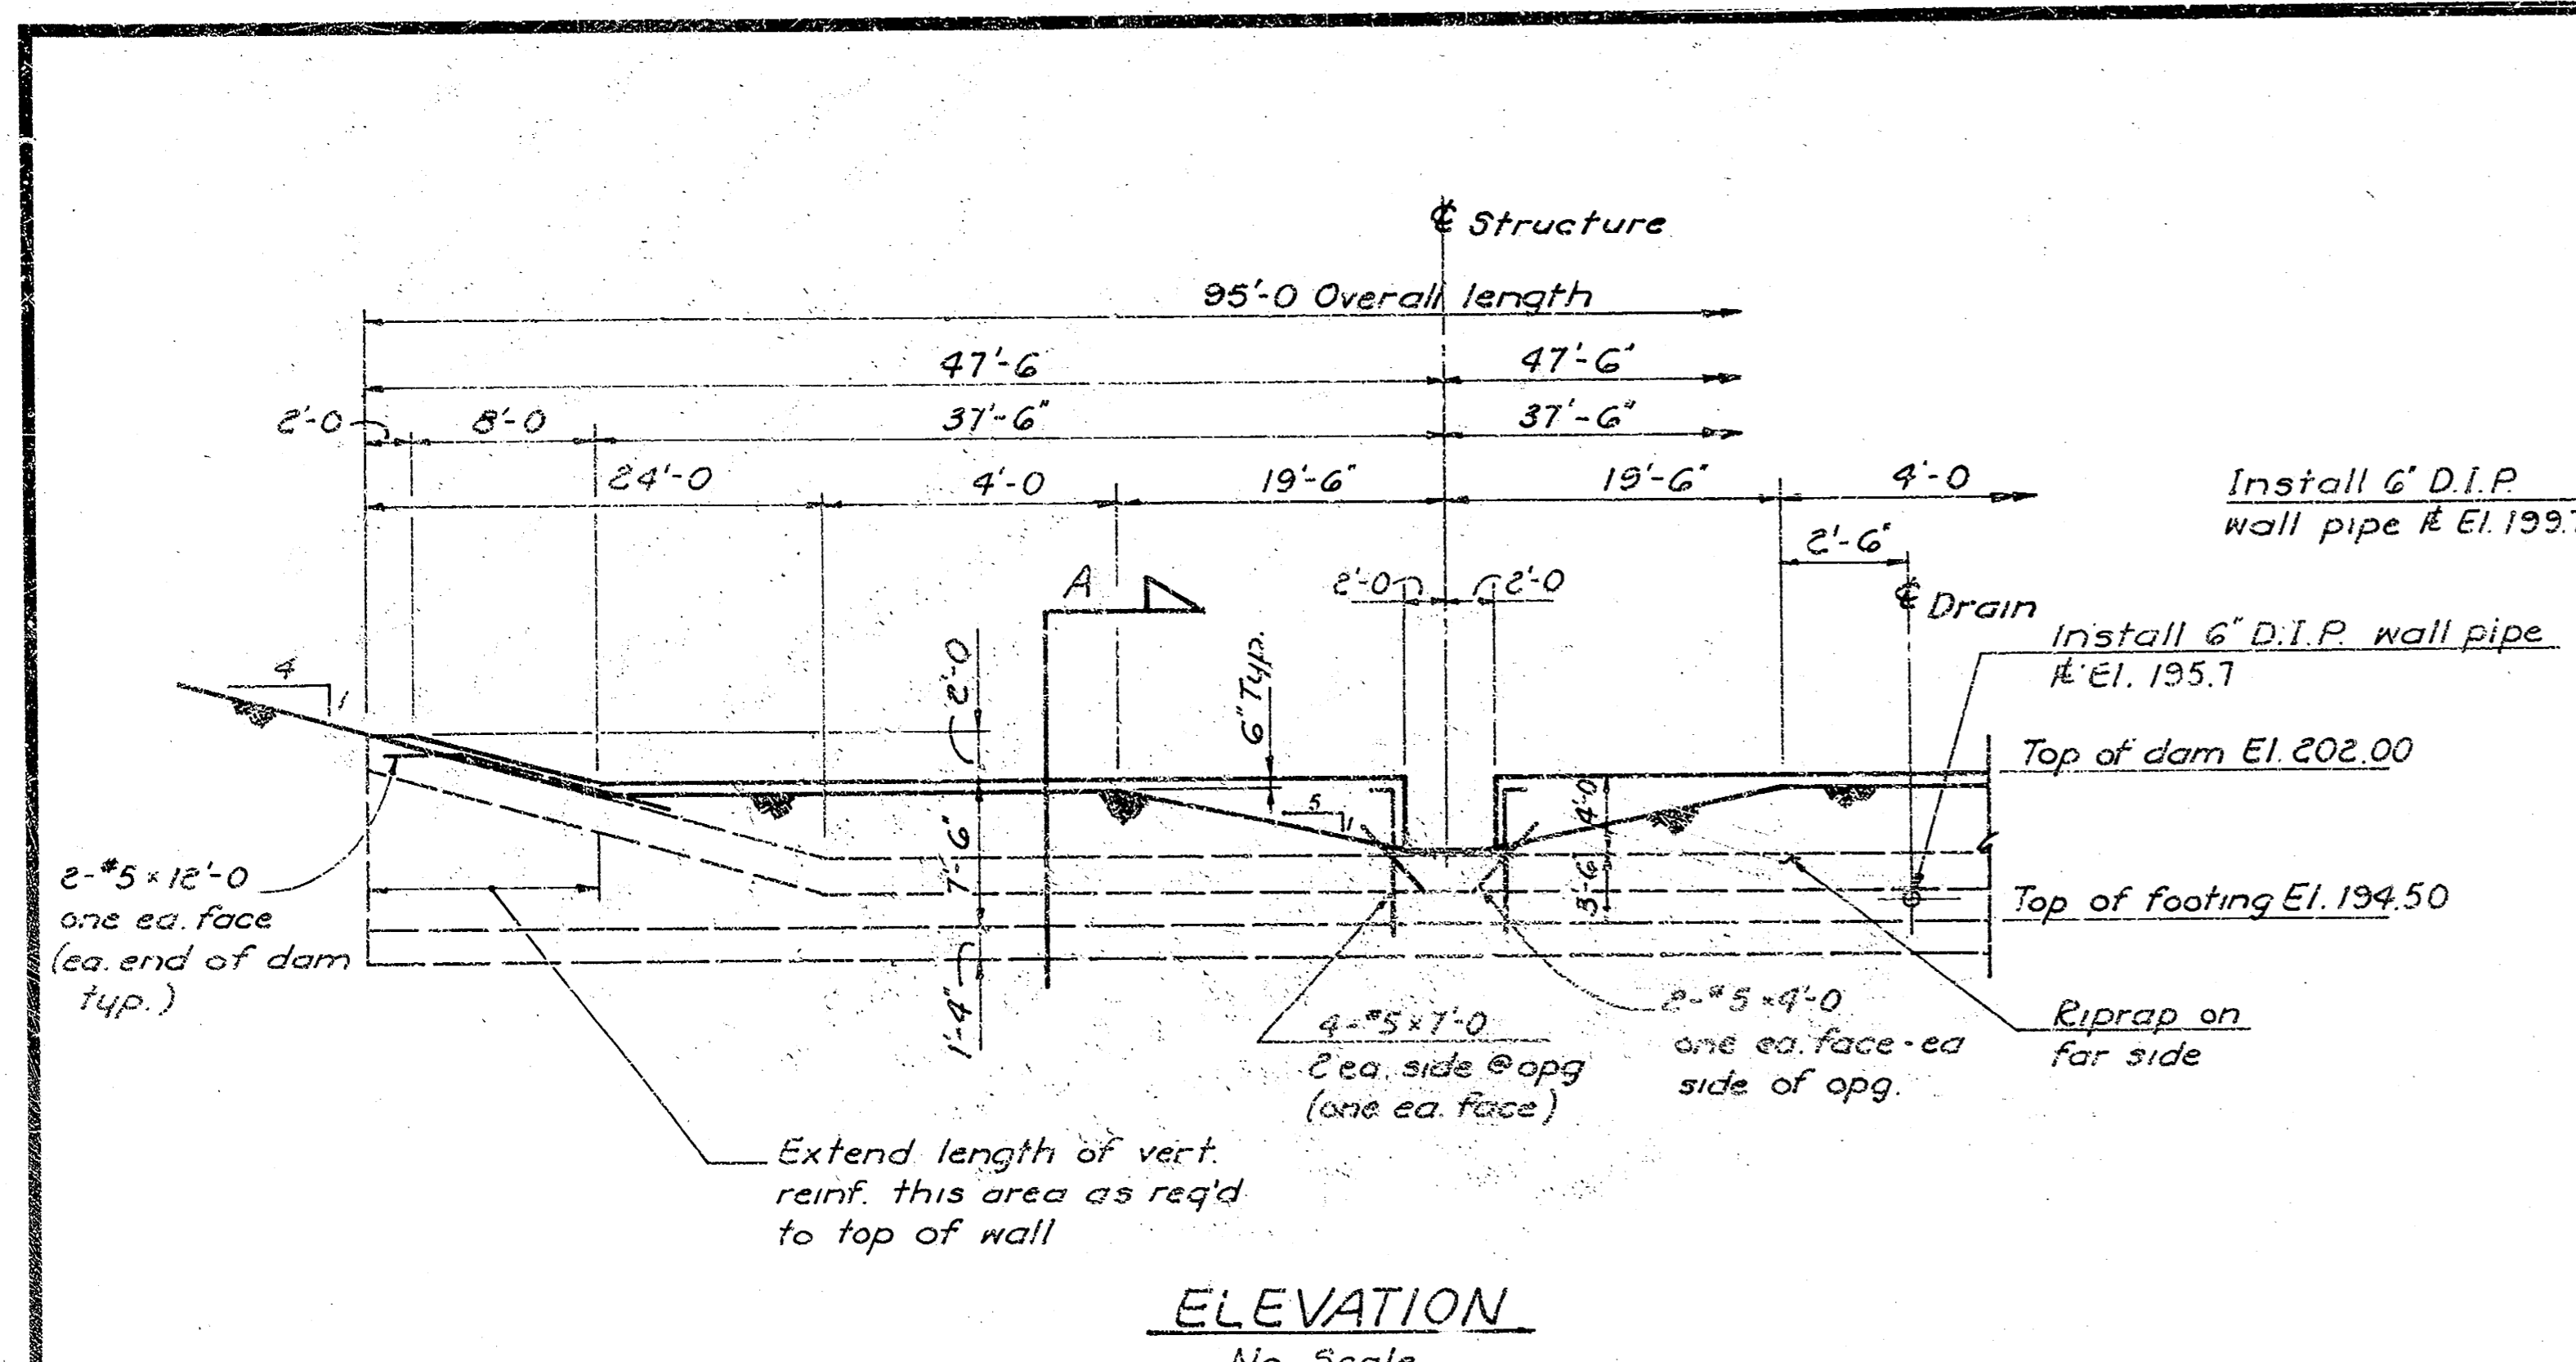 ℄ Structure
95'-0 Overall length
47'-6 47'-6"
2'-0 8'-0 37'-6" 37'-6"
24'-0 4'-0 19'-6" 19'-6" 4'-0
Install 6" D.I.P.
wall pipe ℄ El. 199.7
2'-6"
A 2'-0 2'-0
℄ Drain
Install 6" D.I.P. wall pipe
℄ El. 195.7
4
1
2'-0
6" Typ.
Top of dam El. 202.00
5
1
4'-0
7'-6"
3'-6
Top of footing El. 194.50
2-#5×12'-0
one ea. face
(ea. end of dam
typ.)
1'-4"
4-#5×7'-0
2 ea. side @ opg
(one ea. face)
2-#5×4'-0
one ea. face-ea
side of opg.
Riprap on
far side
Extend length of vert.
reinf. this area as req'd
to top of wall
ELEVATION
No Scale